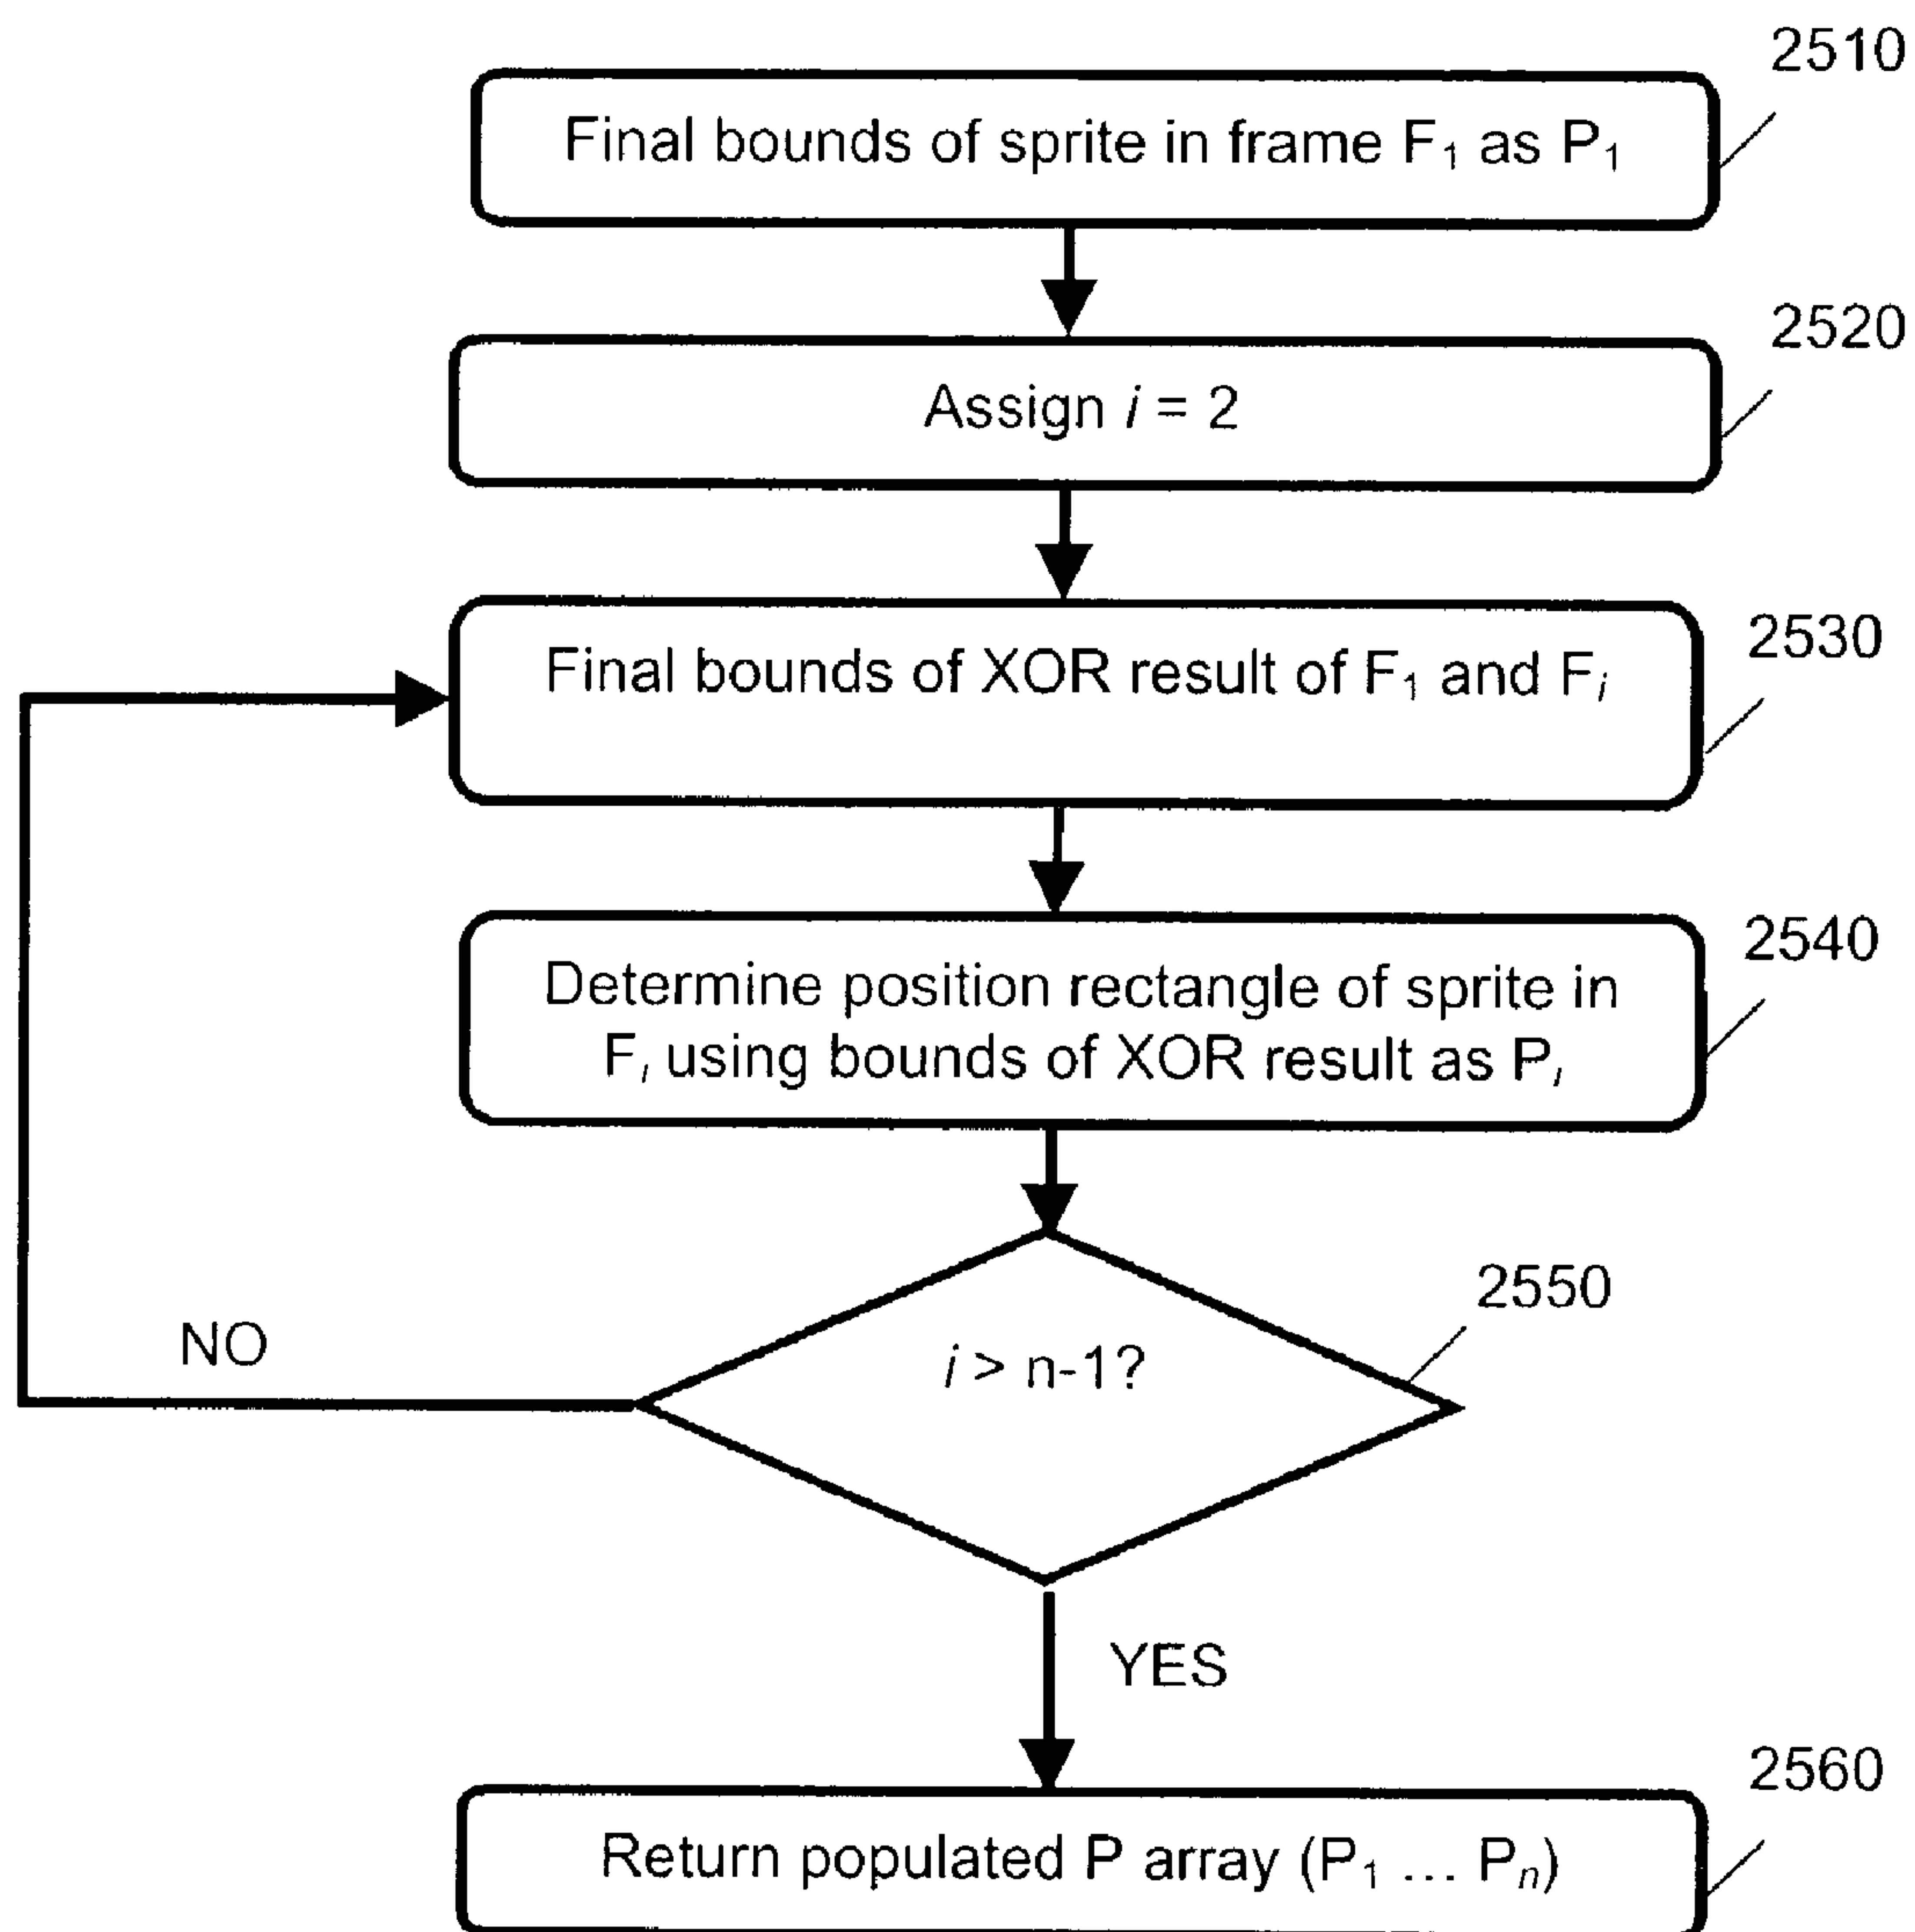 2510
Final bounds of sprite in frame F₁ as P₁
2520
Assign i = 2
2530
Final bounds of XOR result of F₁ and Fᵢ
2540
Determine position rectangle of sprite in
Fᵢ using bounds of XOR result as Pᵢ
2550
i > n-1?
NO
YES
2560
Return populated P array (P₁ ... Pₙ)